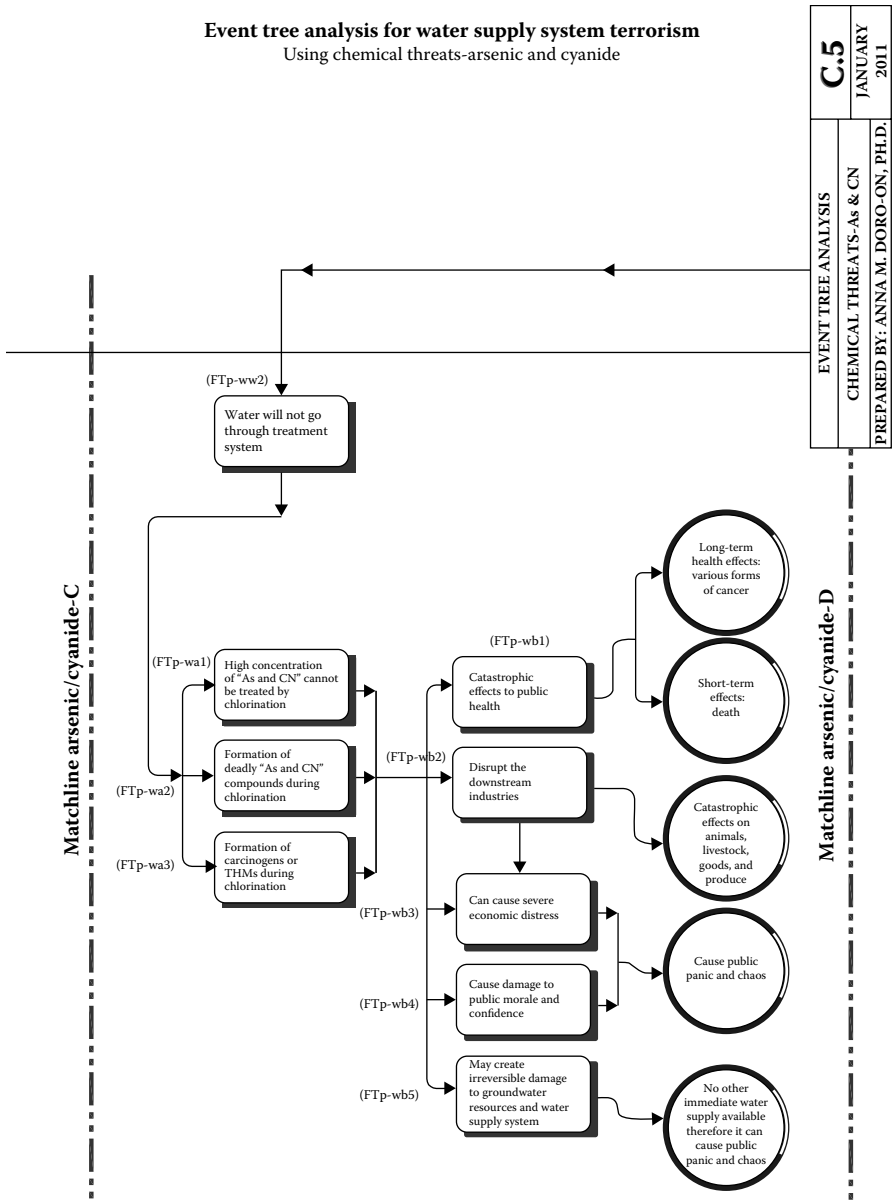 Event tree analysis for water supply system terrorism
Using chemical threats-arsenic and cyanide
C.5
JANUARY
2011
EVENT TREE ANALYSIS
CHEMICAL THREATS-As & CN
PREPARED BY: ANNA M. DORO-ON, PH.D.
Matchline arsenic/cyanide-C
(FTp-ww2)
Water will not go
through treatment
system
(FTp-wa1)
High concentration
of “As and CN” cannot
be treated by
chlorination
(FTp-wa2)
Formation of
deadly “As and CN”
compounds during
chlorination
(FTp-wa3)
Formation of
carcinogens or
THMs during
chlorination
(FTp-wb1)
Catastrophic
effects to public
health
(FTp-wb2)
Disrupt the
downstream
industries
(FTp-wb3)
Can cause severe
economic distress
(FTp-wb4)
Cause damage to
public morale and
confidence
(FTp-wb5)
May create
irreversible damage
to groundwater
resources and water
supply system
Long-term
health effects:
various forms
of cancer
Short-term
effects:
death
Catastrophic
effects on
animals,
livestock,
goods, and
produce
Cause public
panic and chaos
No other
immediate water
supply available
therefore it can
cause public
panic and chaos
Matchline arsenic/cyanide-D